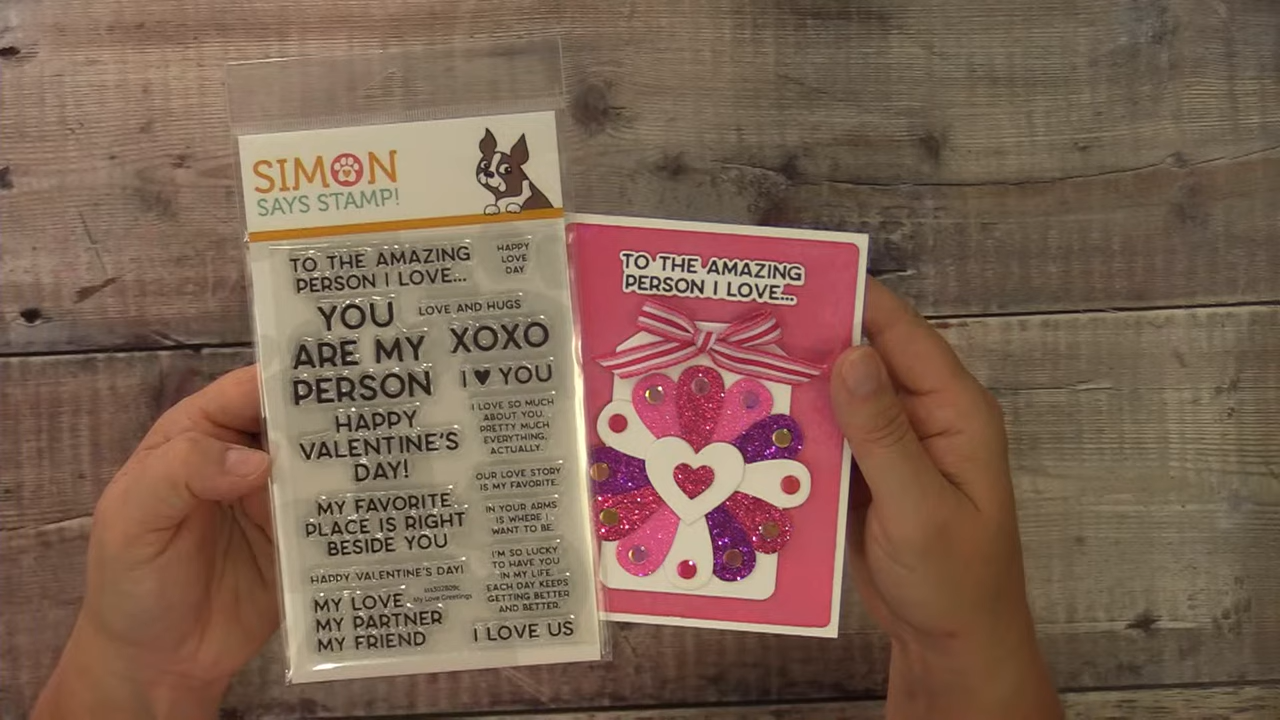 SIMON
SAYS STAMP!
TO THE AMAZING
PERSON I LOVE...
HAPPY
LOVE
DAY
YOU
ARE MY
PERSON
LOVE AND HUGS
XOXO
I ♥ YOU
HAPPY
VALENTINE'S
DAY!
I LOVE SO MUCH
ABOUT YOU.
PRETTY MUCH
EVERYTHING,
ACTUALLY.
OUR LOVE STORY
IS MY FAVORITE.
MY FAVORITE
PLACE IS RIGHT
BESIDE YOU
IN YOUR ARMS
IS WHERE I
WANT TO BE.
HAPPY VALENTINE'S DAY!
I'M SO LUCKY
TO HAVE YOU
IN MY LIFE.
EACH DAY KEEPS
GETTING BETTER
AND BETTER.
My Love Greetings
MY LOVE
MY PARTNER
MY FRIEND
I LOVE US
TO THE AMAZING
PERSON I LOVE...